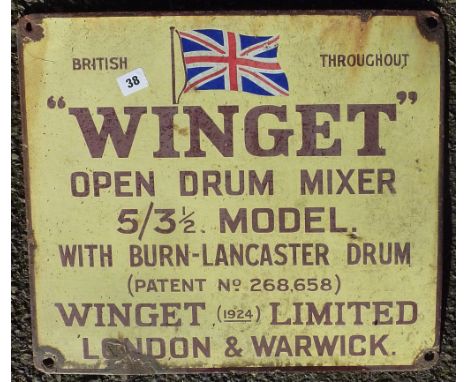 BRITISH THROUGHOUT
38
"WINGET"
OPEN DRUM MIXER
5/3½ MODEL.
WITH BURN-LANCASTER DRUM
(PATENT Nº 268,658)
WINGET (1924) LIMITED
LONDON & WARWICK.